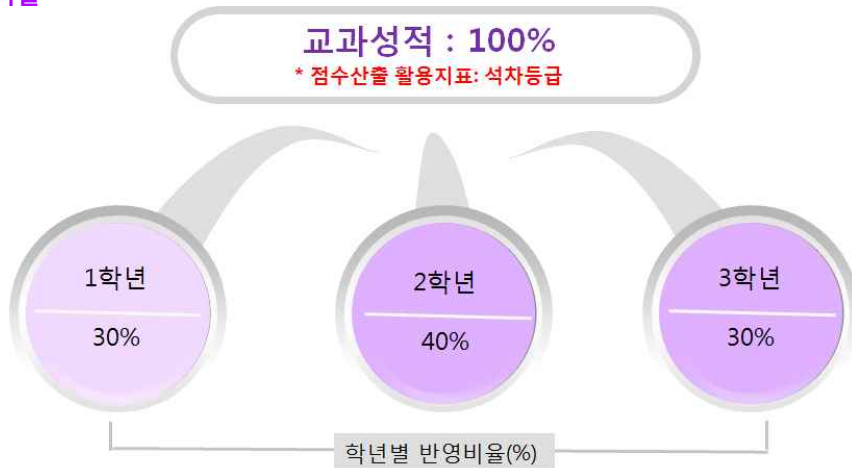 교과성적 : 100%
* 점수산출 활용지표: 석차등급
1학년
30%
2학년
40%
3학년
30%
학년별 반영비율(%)